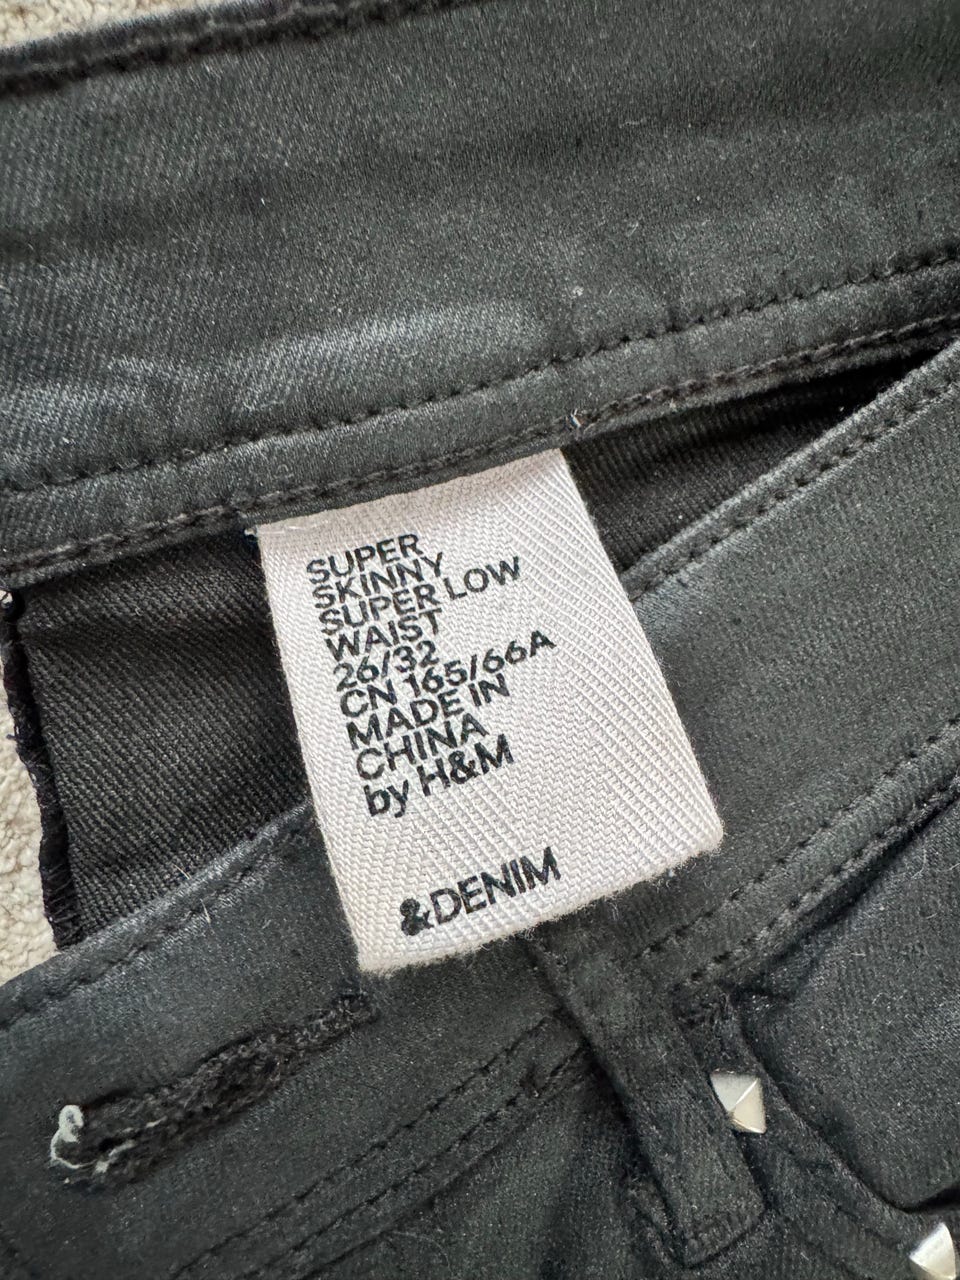 SUPER
SKINNY
SUPER LOW
WAIST
26/32
CN 165/66A
MADE IN
CHINA
by H&M
&DENIM